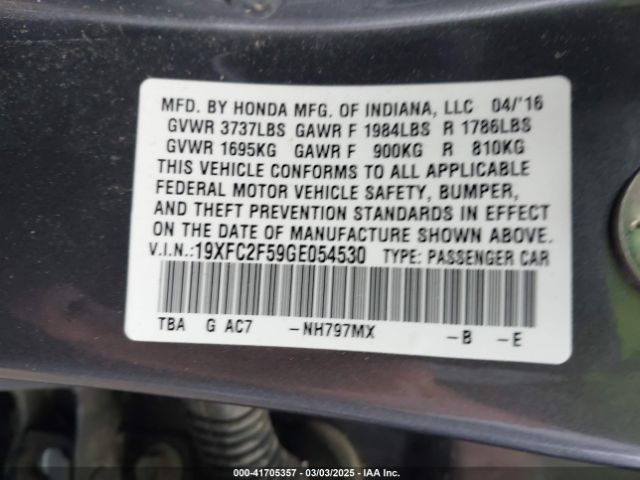 MFD. BY HONDA MFG. OF INDIANA, LLC 04/'16
GVWR 3737LBS GAWR F 1984LBS R 1786LBS
GVWR 1695KG GAWR F 900KG R 810KG
THIS VEHICLE CONFORMS TO ALL APPLICABLE
FEDERAL MOTOR VEHICLE SAFETY, BUMPER,
AND THEFT PREVENTION STANDARDS IN EFFECT
ON THE DATE OF MANUFACTURE SHOWN ABOVE.
V.I.N.:19XFC2F59GE054530 TYPE: PASSENGER CAR
TBA G AC7 –NH797MX –B –E
000-41705357 - 03/03/2025 - IAA Inc.